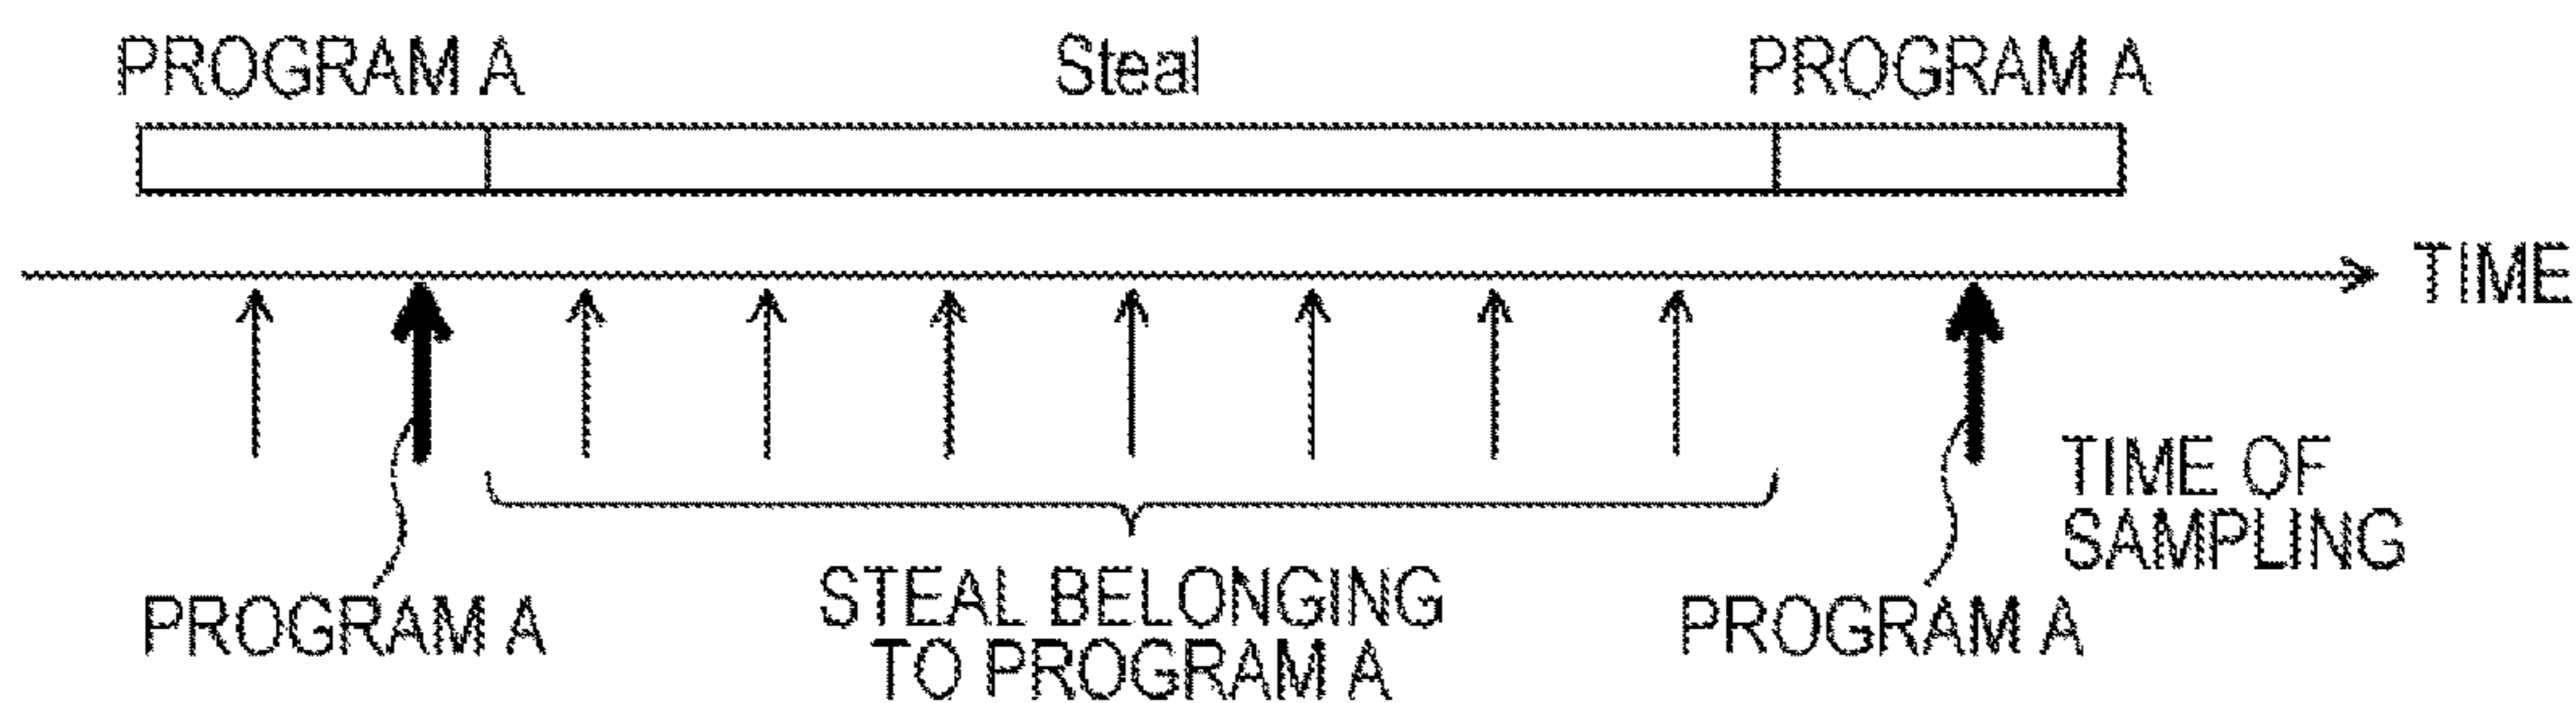 PROGRAM A
Steal
PROGRAM A
TIME
TIME OF
SAMPLING
PROGRAM A
STEAL BELONGING
TO PROGRAM A
PROGRAM A